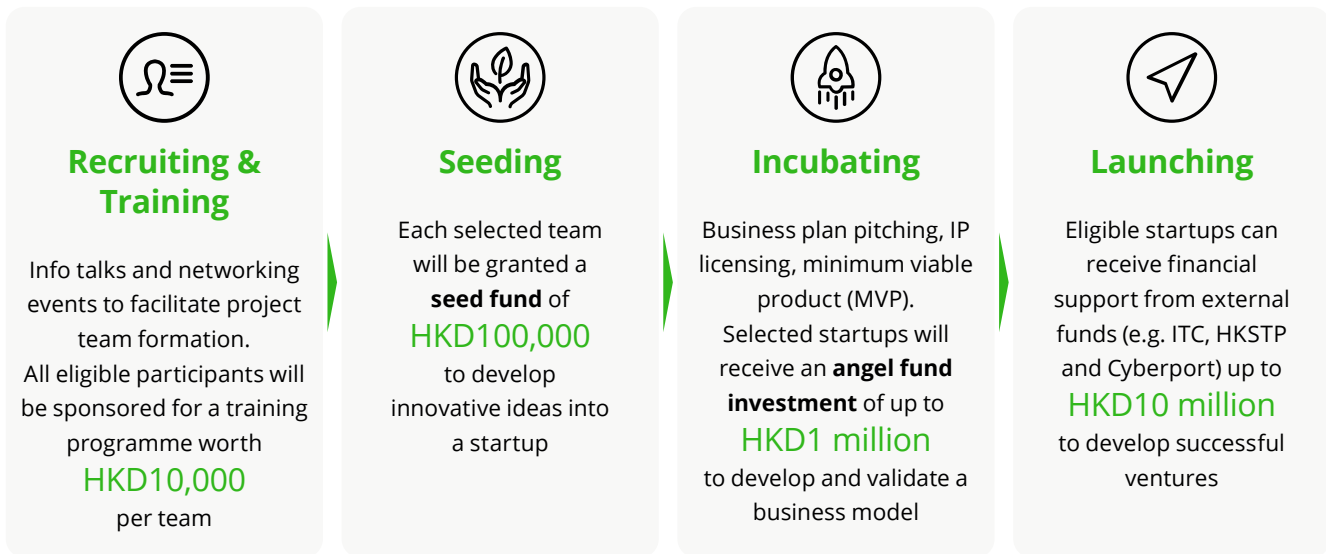 Recruiting &
Training
Info talks and networking
events to facilitate project
team formation.
All eligible participants will
be sponsored for a training
programme worth
HKD10,000
per team
Seeding
Each selected team
will be granted a
seed fund of
HKD100,000
to develop
innovative ideas into
a startup
Incubating
Business plan pitching, IP
licensing, minimum viable
product (MVP).
Selected startups will
receive an angel fund
investment of up to
HKD1 million
to develop and validate a
business model
Launching
Eligible startups can
receive financial
support from external
funds (e.g. ITC, HKSTP
and Cyberport) up to
HKD10 million
to develop successful
ventures